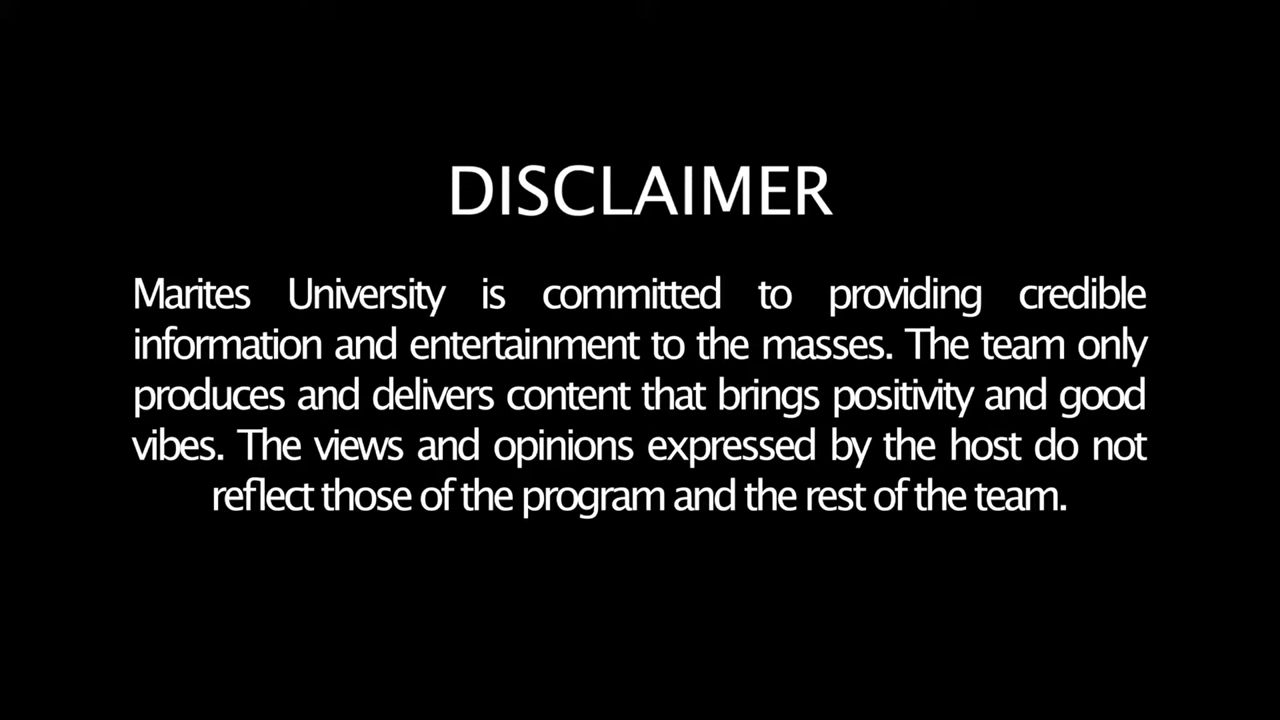 DISCLAIMER
Marites University is committed to providing credible
information and entertainment to the masses. The team only
produces and delivers content that brings positivity and good
vibes. The views and opinions expressed by the host do not
reflect those of the program and the rest of the team.